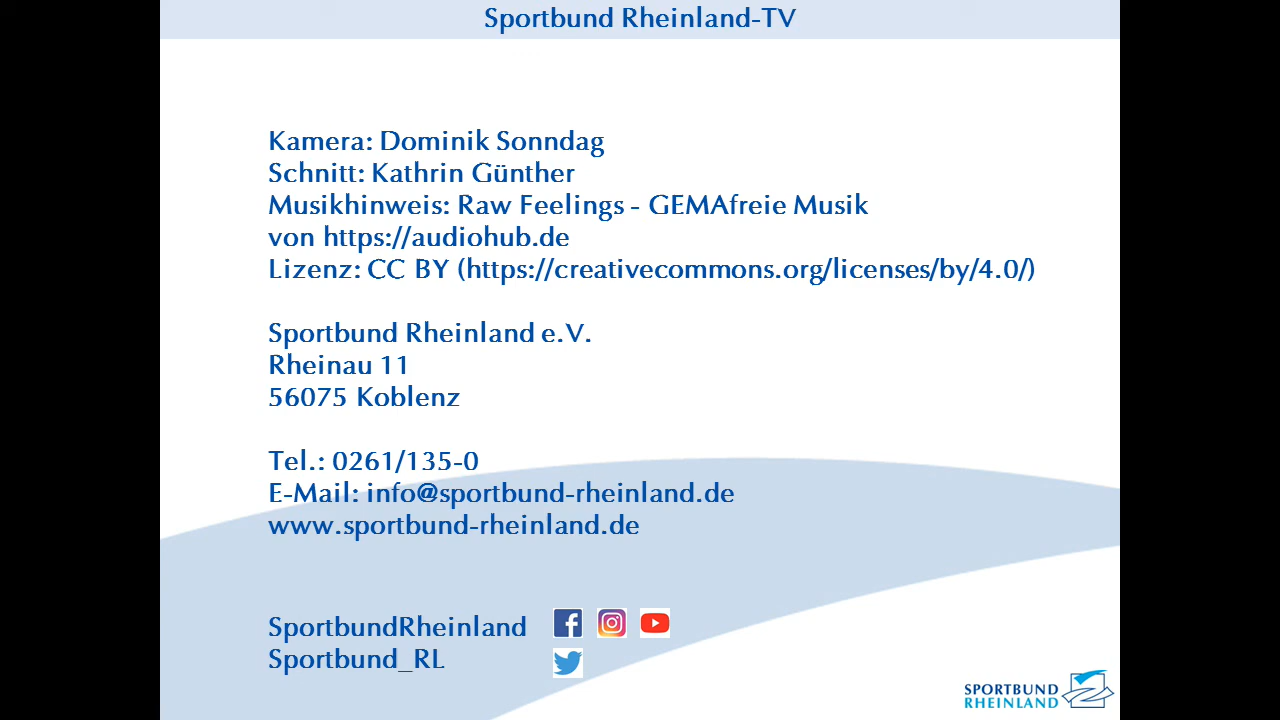 Sportbund Rheinland-TV
Kamera: Dominik Sonndag
Schnitt: Kathrin Günther
Musikhinweis: Raw Feelings - GEMAfreie Musik
von https://audiohub.de
Lizenz: CC BY (https://creativecommons.org/licenses/by/4.0/)
Sportbund Rheinland e.V.
Rheinau 11
56075 Koblenz
Tel.: 0261/135-0
E-Mail: info@sportbund-rheinland.de
www.sportbund-rheinland.de
SportbundRheinland
Sportbund_RL
SPORTBUND
RHEINLAND